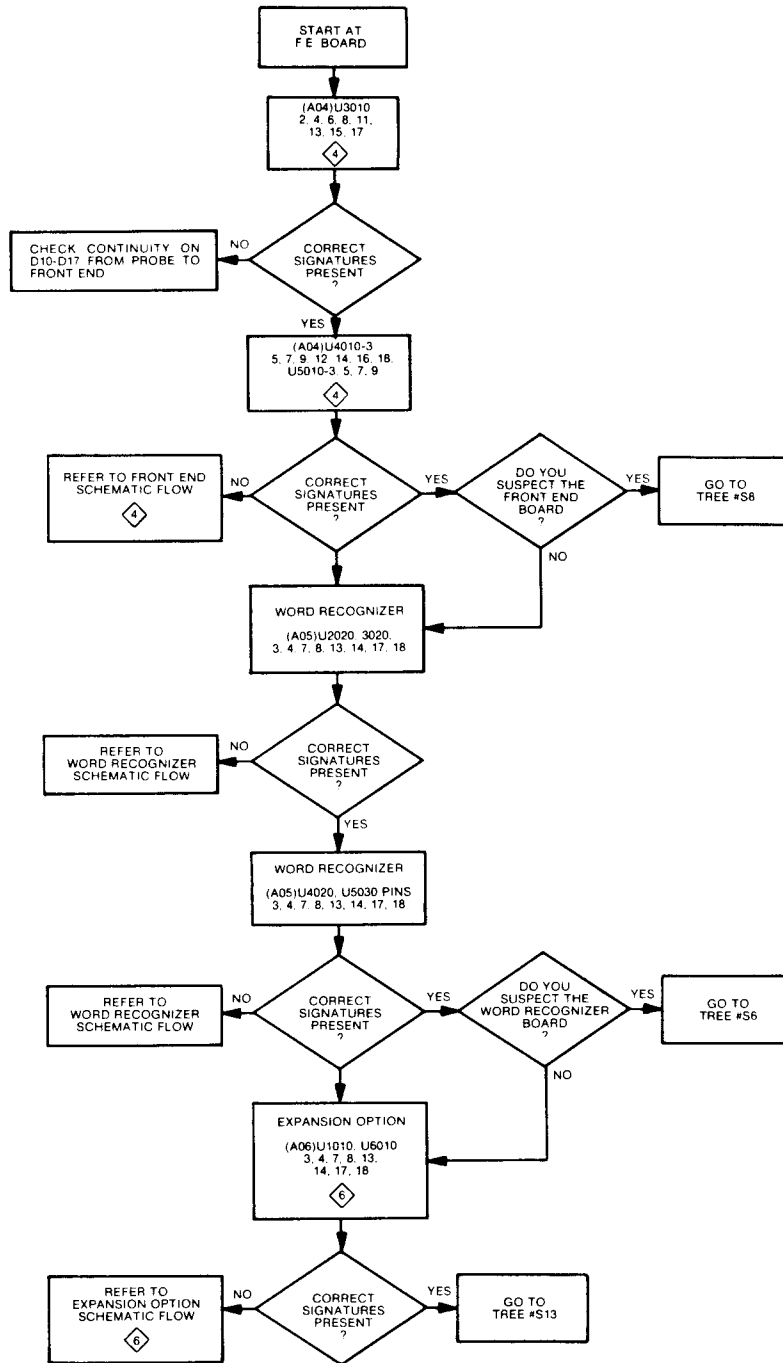 START AT
F.E. BOARD
(A04)U3010
2, 4, 6, 8, 11,
13, 15, 17
4
CORRECT
SIGNATURES
PRESENT
?
NO
CHECK CONTINUITY ON
D10-D17 FROM PROBE TO
FRONT END
YES
(A04)U4010-3
5, 7, 9, 12, 14, 16, 18,
U5010-3, 5, 7, 9
4
CORRECT
SIGNATURES
PRESENT
?
NO
REFER TO FRONT END
SCHEMATIC FLOW
4
YES
DO YOU
SUSPECT THE
FRONT END
BOARD
?
YES
GO TO
TREE #S8
NO
WORD RECOGNIZER
(A05)U2020, 3020,
3, 4, 7, 8, 13, 14, 17, 18
CORRECT
SIGNATURES
PRESENT
?
NO
REFER TO
WORD RECOGNIZER
SCHEMATIC FLOW
YES
WORD RECOGNIZER
(A05)U4020, U5030 PINS
3, 4, 7, 8, 13, 14, 17, 18
CORRECT
SIGNATURES
PRESENT
?
NO
REFER TO
WORD RECOGNIZER
SCHEMATIC FLOW
YES
DO YOU
SUSPECT THE
WORD RECOGNIZER
BOARD
?
YES
GO TO
TREE #S6
NO
EXPANSION OPTION
(A06)U1010, U6010
3, 4, 7, 8, 13,
14, 17, 18
6
CORRECT
SIGNATURES
PRESENT
?
NO
REFER TO
EXPANSION OPTION
SCHEMATIC FLOW
6
YES
GO TO
TREE #S13